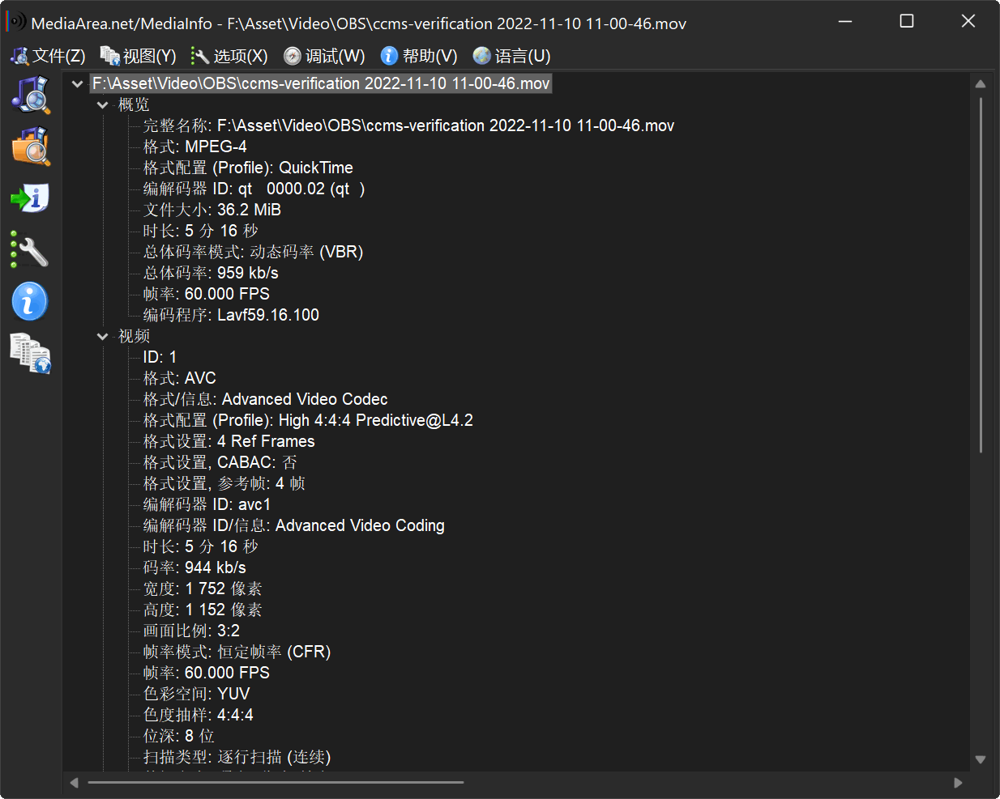 MediaArea.net/MediaInfo - F:\Asset\Video\OBS\ccms-verification 2022-11-10 11-00-46.mov
文件(Z) 视图(Y) 选项(X) 调试(W) 帮助(V) 语言(U)
F:\Asset\Video\OBS\ccms-verification 2022-11-10 11-00-46.mov
概览
完整名称: F:\Asset\Video\OBS\ccms-verification 2022-11-10 11-00-46.mov
格式: MPEG-4
格式配置 (Profile): QuickTime
编解码器 ID: qt   0000.02 (qt  )
文件大小: 36.2 MiB
时长: 5 分 16 秒
总体码率模式: 动态码率 (VBR)
总体码率: 959 kb/s
帧率: 60.000 FPS
编码程序: Lavf59.16.100
视频
ID: 1
格式: AVC
格式/信息: Advanced Video Codec
格式配置 (Profile): High 4:4:4 Predictive@L4.2
格式设置: 4 Ref Frames
格式设置, CABAC: 否
格式设置, 参考帧: 4 帧
编解码器 ID: avc1
编解码器 ID/信息: Advanced Video Coding
时长: 5 分 16 秒
码率: 944 kb/s
宽度: 1 752 像素
高度: 1 152 像素
画面比例: 3:2
帧率模式: 恒定帧率 (CFR)
帧率: 60.000 FPS
色彩空间: YUV
色度抽样: 4:4:4
位深: 8 位
扫描类型: 逐行扫描 (连续)